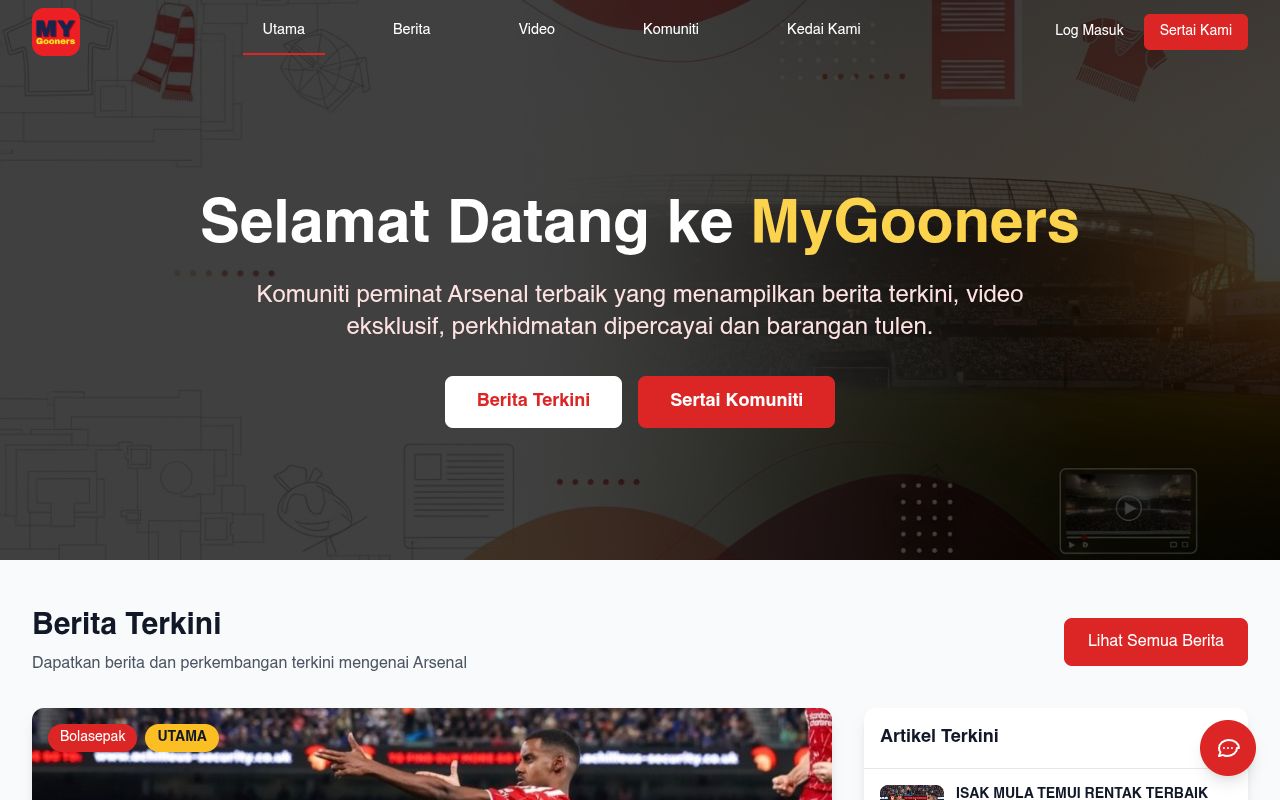 MY
Gooners
Utama
Berita
Video
Komuniti
Kedai Kami
Log Masuk
Sertai Kami
Selamat Datang ke MyGooners
Komuniti peminat Arsenal terbaik yang menampilkan berita terkini, video
eksklusif, perkhidmatan dipercayai dan barangan tulen.
Berita Terkini
Sertai Komuniti
Berita Terkini
Dapatkan berita dan perkembangan terkini mengenai Arsenal
Lihat Semua Berita
Bolasepak
UTAMA
Artikel Terkini
ISAK MULA TEMUI RENTAK TERBAIK